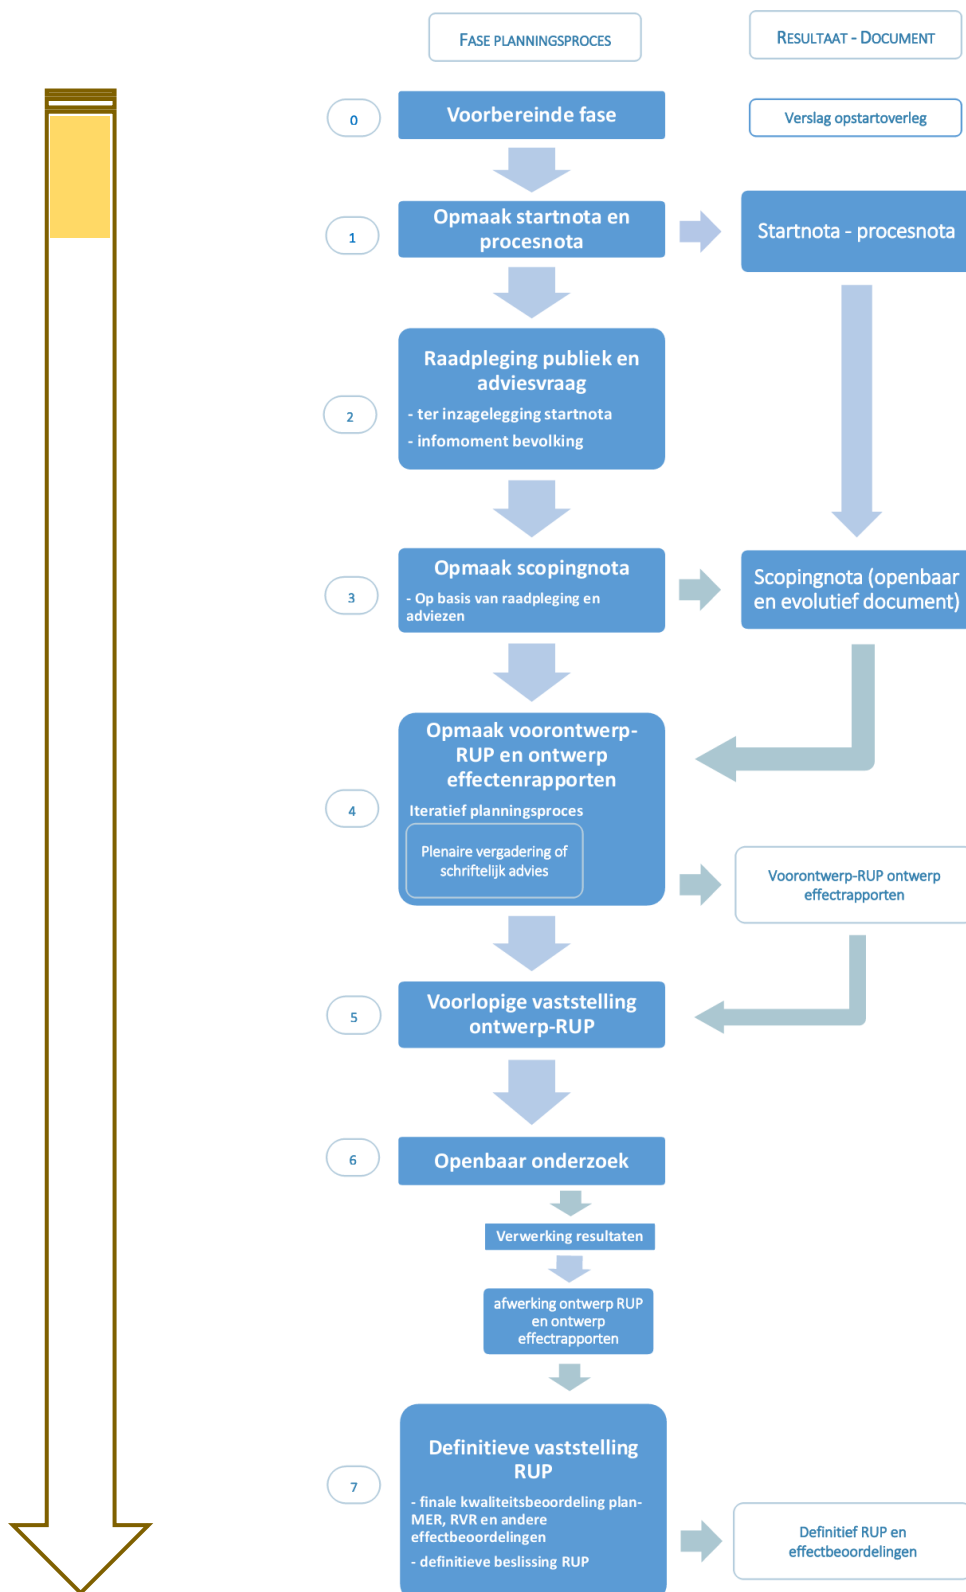 FASE PLANNINGSPROCES
RESULTAAT - DOCUMENT
0
Voorbereinde fase
Verslag opstartoverleg
1
Opmaak startnota en
procesnota
Startnota - procesnota
2
Raadpleging publiek en
adviesvraag
- ter inzagelegging startnota
- infomoment bevolking
3
Opmaak scopingnota
- Op basis van raadpleging en
adviezen
Scopingnota (openbaar
en evolutief document)
4
Opmaak voorontwerp-
RUP en ontwerp
effectenrapporten
Iteratief planningsproces
Plenaire vergadering of
schriftelijk advies
Voorontwerp-RUP ontwerp
effectrapporten
5
Voorlopige vaststelling
ontwerp-RUP
6
Openbaar onderzoek
Verwerking resultaten
afwerking ontwerp RUP
en ontwerp
effectrapporten
7
Definitieve vaststelling
RUP
- finale kwaliteitsbeordeling plan-
MER, RVR en andere
effectbeordelingen
- definitieve beslissing RUP
Definitief RUP en
effectbeoordelingen